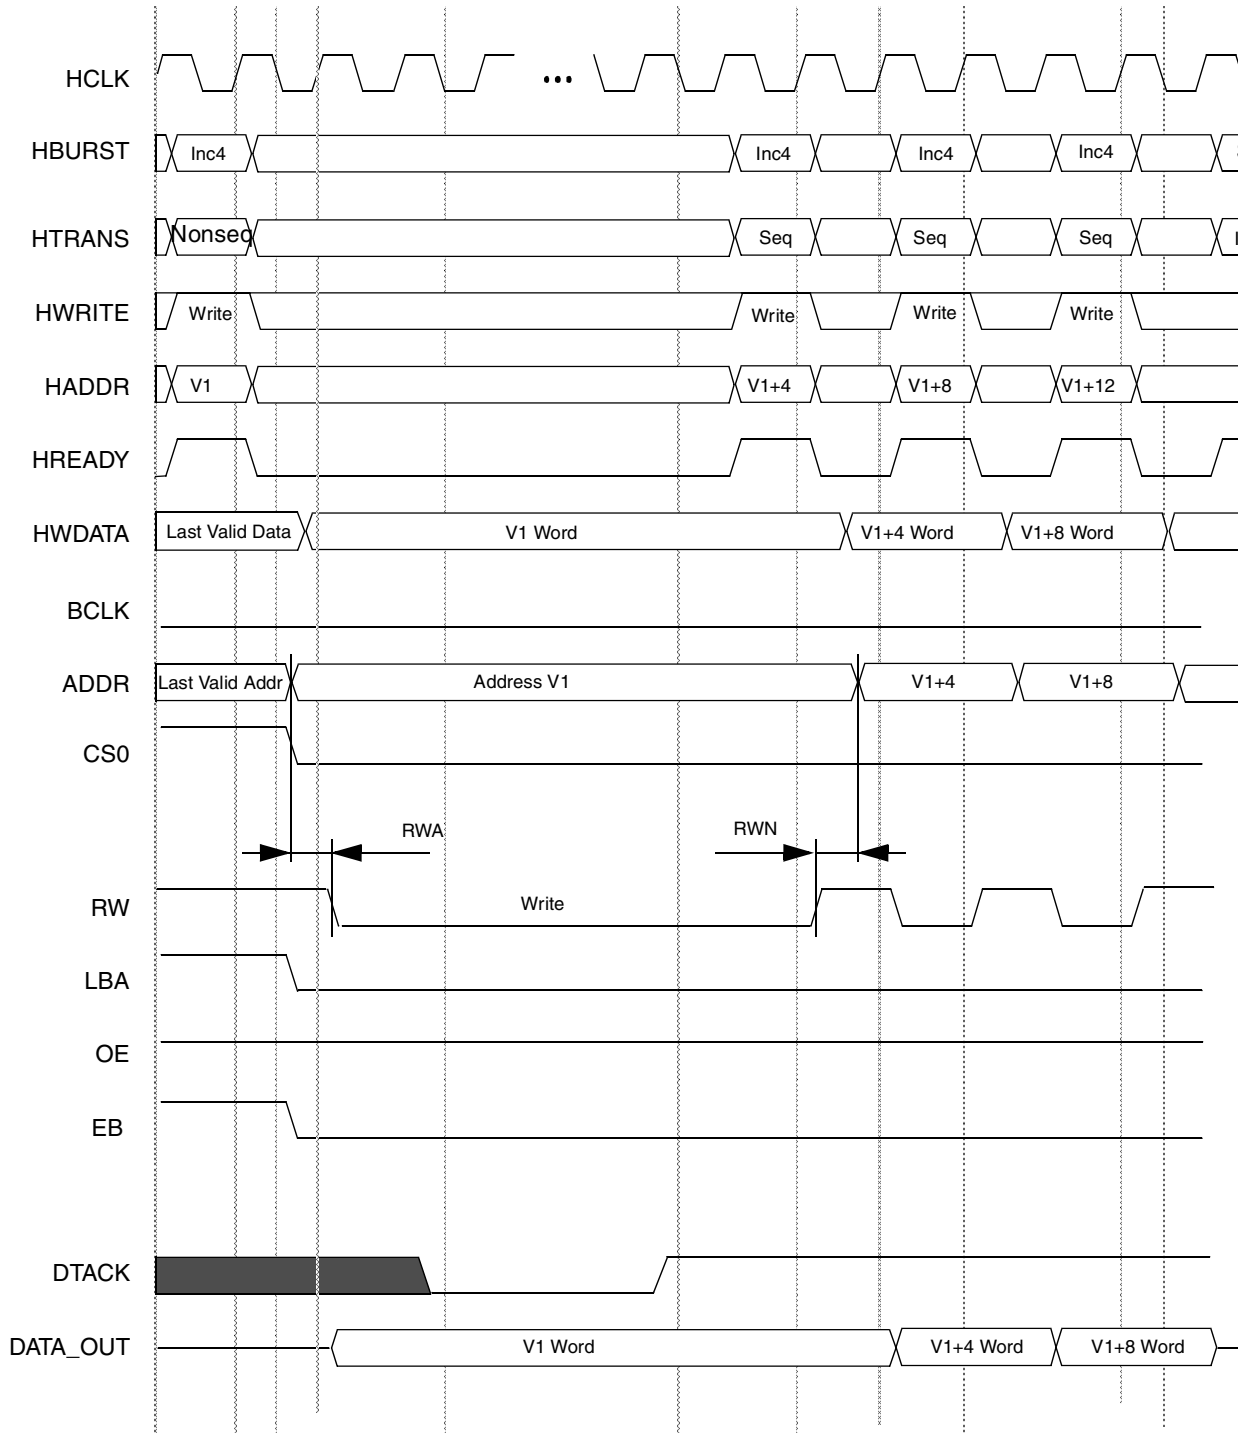 HCLK
HBURST Inc4 Inc4 Inc4 Inc4
HTRANS Nonseq Seq Seq Seq
HWRITE Write Write Write Write
HADDR V1 V1+4 V1+8 V1+12
HREADY
HWDATA Last Valid Data V1 Word V1+4 Word V1+8 Word
BCLK
ADDR Last Valid Addr Address V1 V1+4 V1+8
CS0
RWA RWN
RW Write
LBA
OE
EB
DTACK
DATA_OUT V1 Word V1+4 Word V1+8 Word